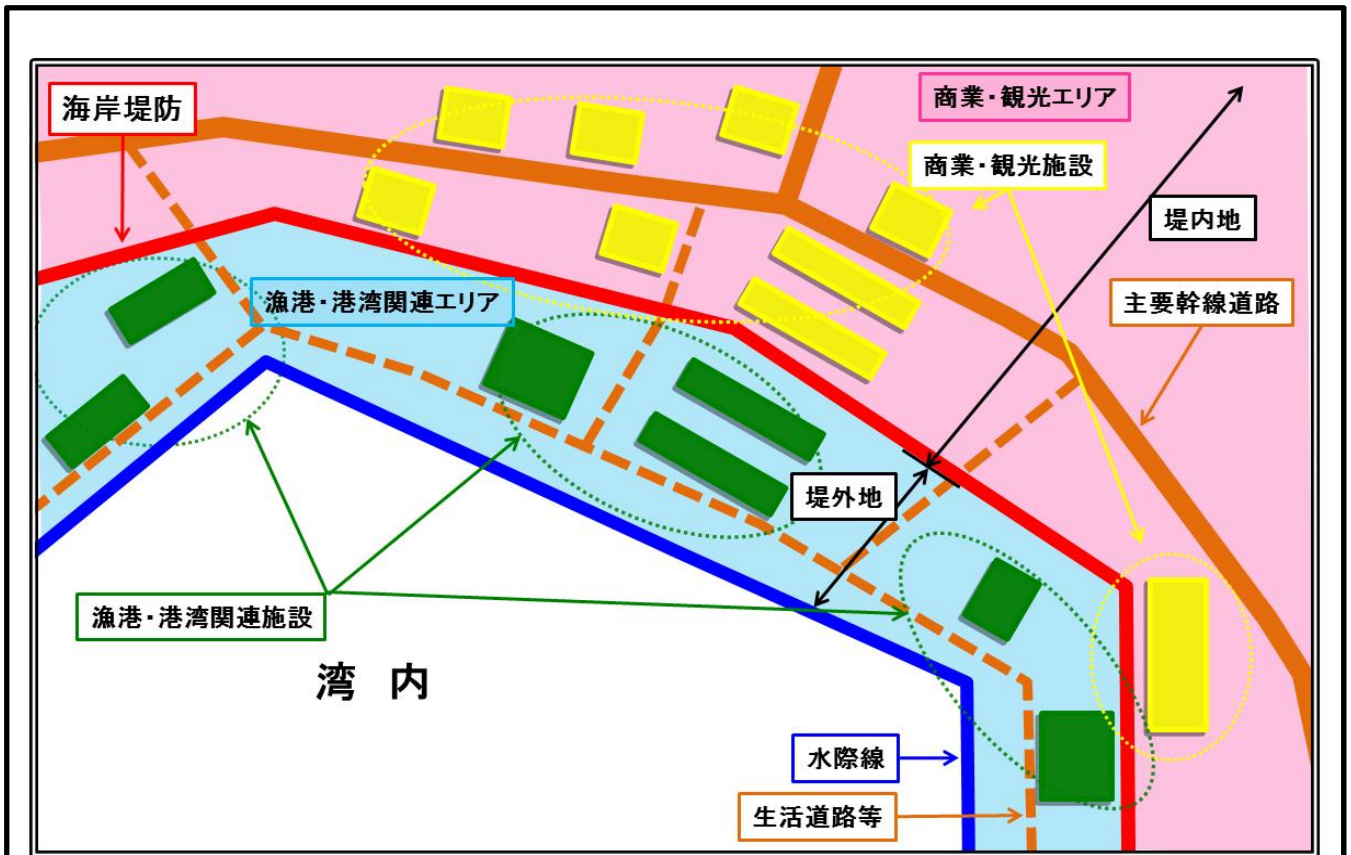 海岸堤防
商業・観光エリア
商業・観光施設
堤内地
漁港・港湾関連エリア
主要幹線道路
堤外地
漁港・港湾関連施設
湾 内
水際線
生活道路等